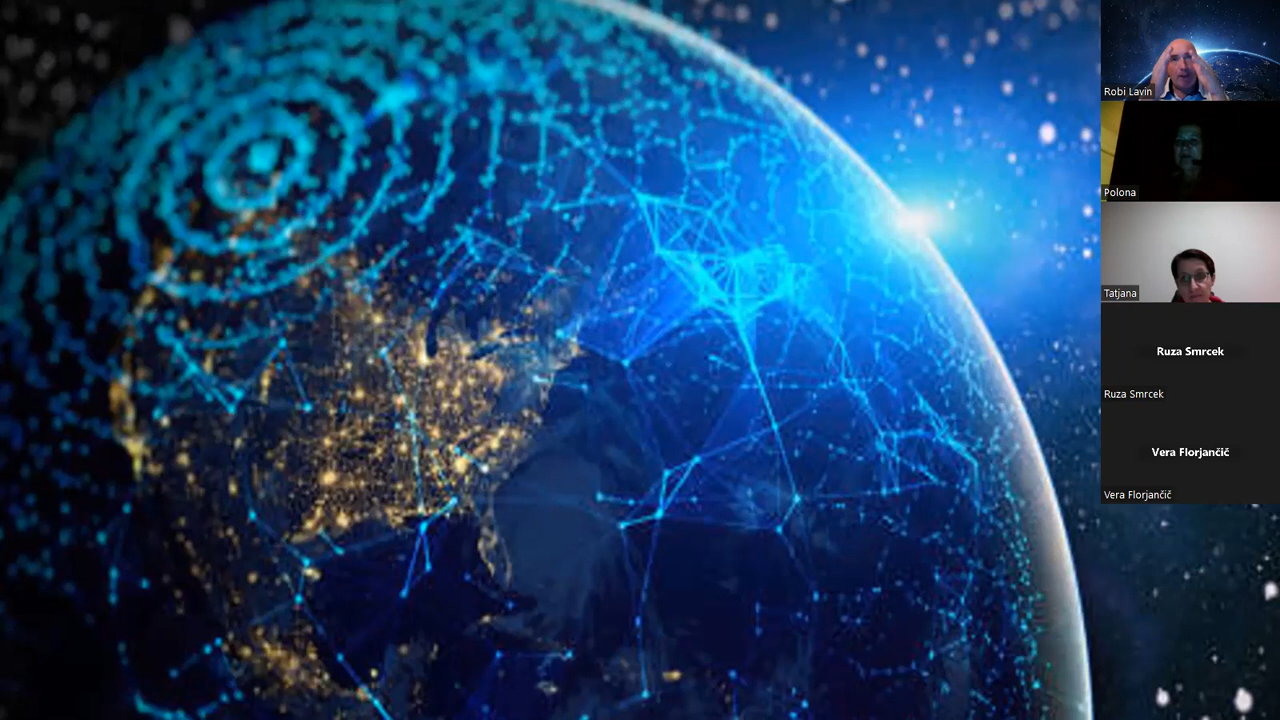 Robi Lavin
Polona
Tatjana
Ruza Smrcek
Ruza Smrcek
Vera Florjančič
Vera Florjančič